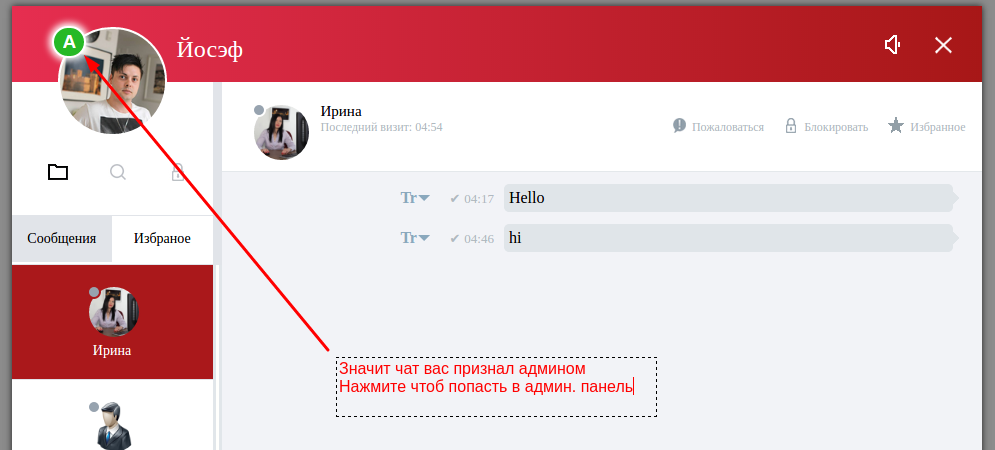 A
Йосэф
Ирина
Последний визит: 04:54
Пожаловаться
Блокировать
Избранное
Tr ✔ 04:17 Hello
Tr ✔ 04:46 hi
Сообщения
Избраное
Ирина
Значит чат вас признал админом
Нажмите чтоб попасть в админ. панель